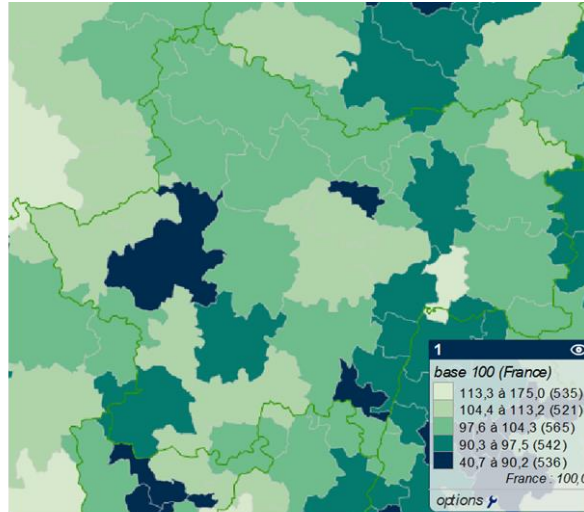 1
base 100 (France)
113,3 à 175,0 (535)
104,4 à 113,2 (521)
97,6 à 104,3 (565)
90,3 à 97,5 (542)
40,7 à 90,2 (536)
France : 100,0
options